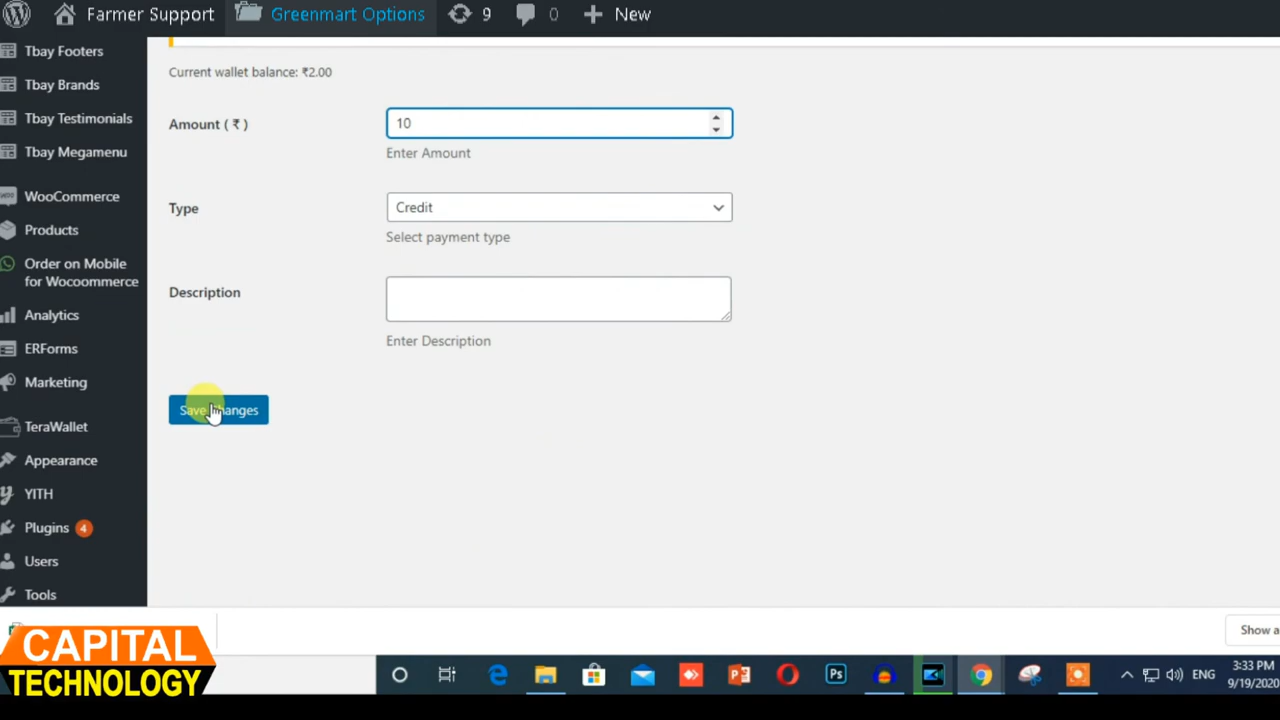 Farmer Support
Greenmart Options
9
0
New
Tbay Footers
Tbay Brands
Tbay Testimonials
Tbay Megamenu
WooCommerce
Products
Order on Mobile
for Wocoommerce
Analytics
ERForms
Marketing
TeraWallet
Appearance
YITH
Plugins 4
Users
Tools
Current wallet balance: ₹2.00
Amount ( ₹ )
10
Enter Amount
Type
Credit
Select payment type
Description
Enter Description
Save Changes
Show a
CAPITAL
TECHNOLOGY
Ps
ENG
3:33 PM
9/19/2020